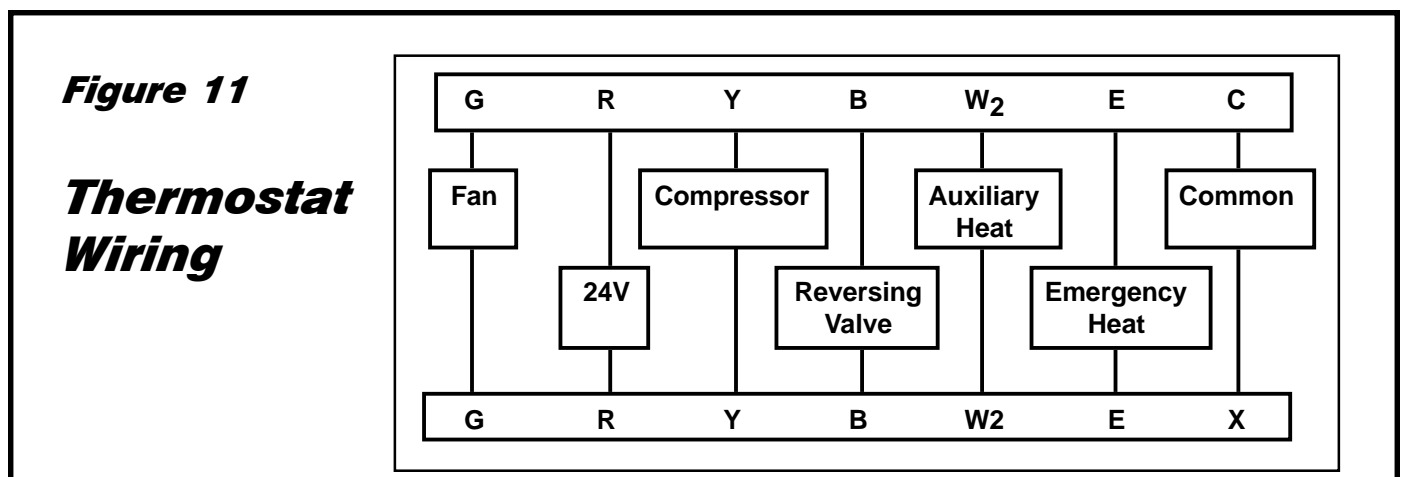 Figure 11
Thermostat
Wiring
G R Y B W2 E C
Fan Compressor Auxiliary Heat Common
24V Reversing Valve Emergency Heat
G R Y B W2 E X